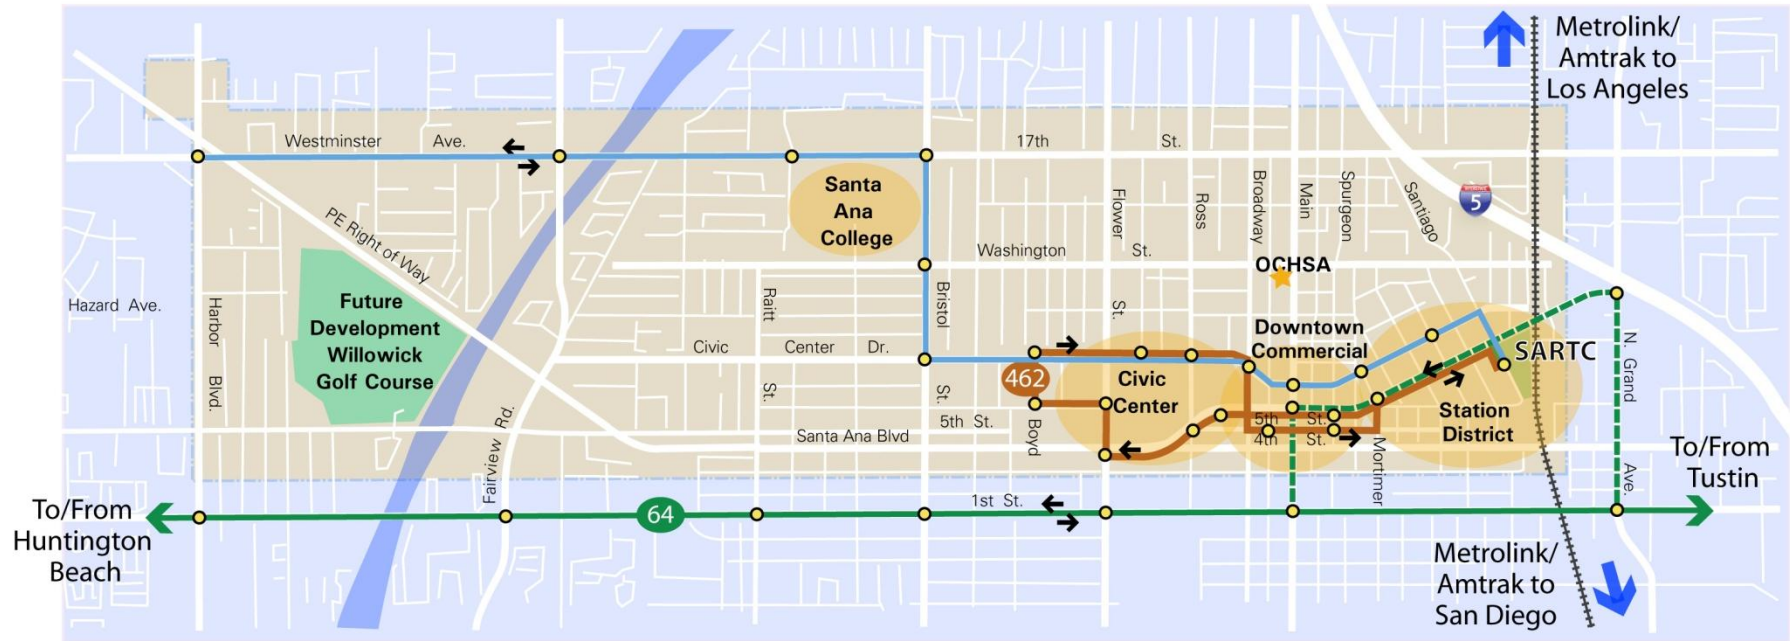 Metrolink/
Amtrak to
Los Angeles
Westminster Ave.
17th St.
Santa
Ana
College
INTERSTATE
5
Flower
St.
Ross
Broadway
Main
Spurgeon
Santiago
PE Right of Way
Washington St.
OCHSA
Hazard Ave.
Harbor
Blvd.
Future
Development
Willowick
Golf Course
Raitt
St.
Bristol
St.
Civic Center Dr.
Downtown
Commercial
SARTC
N. Grand
Ave.
462
Civic
Center
Station
District
5th St.
Boyd
5th St.
4th St.
Santa Ana Blvd
Mortimer
Fairview Rd.
To/From
Tustin
To/From
Huntington
Beach
64
1st St.
Metrolink/
Amtrak to
San Diego